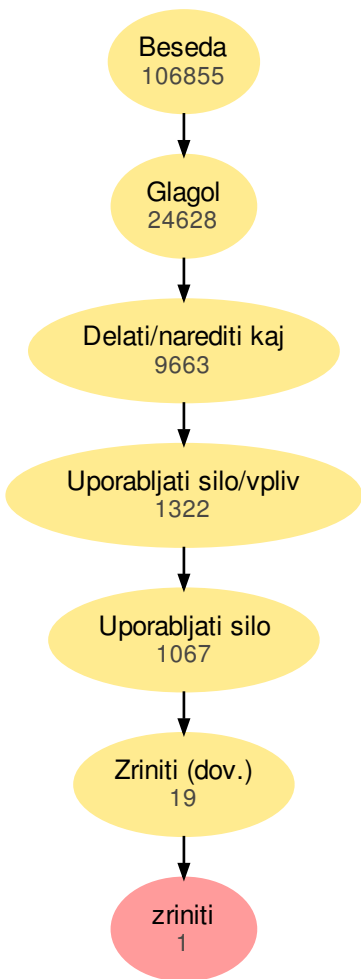 Beseda
106855
Glagol
24628
Delati/narediti kaj
9663
Uporabljati silo/vpliv
1322
Uporabljati silo
1067
Zriniti (dov.)
19
zriniti
1